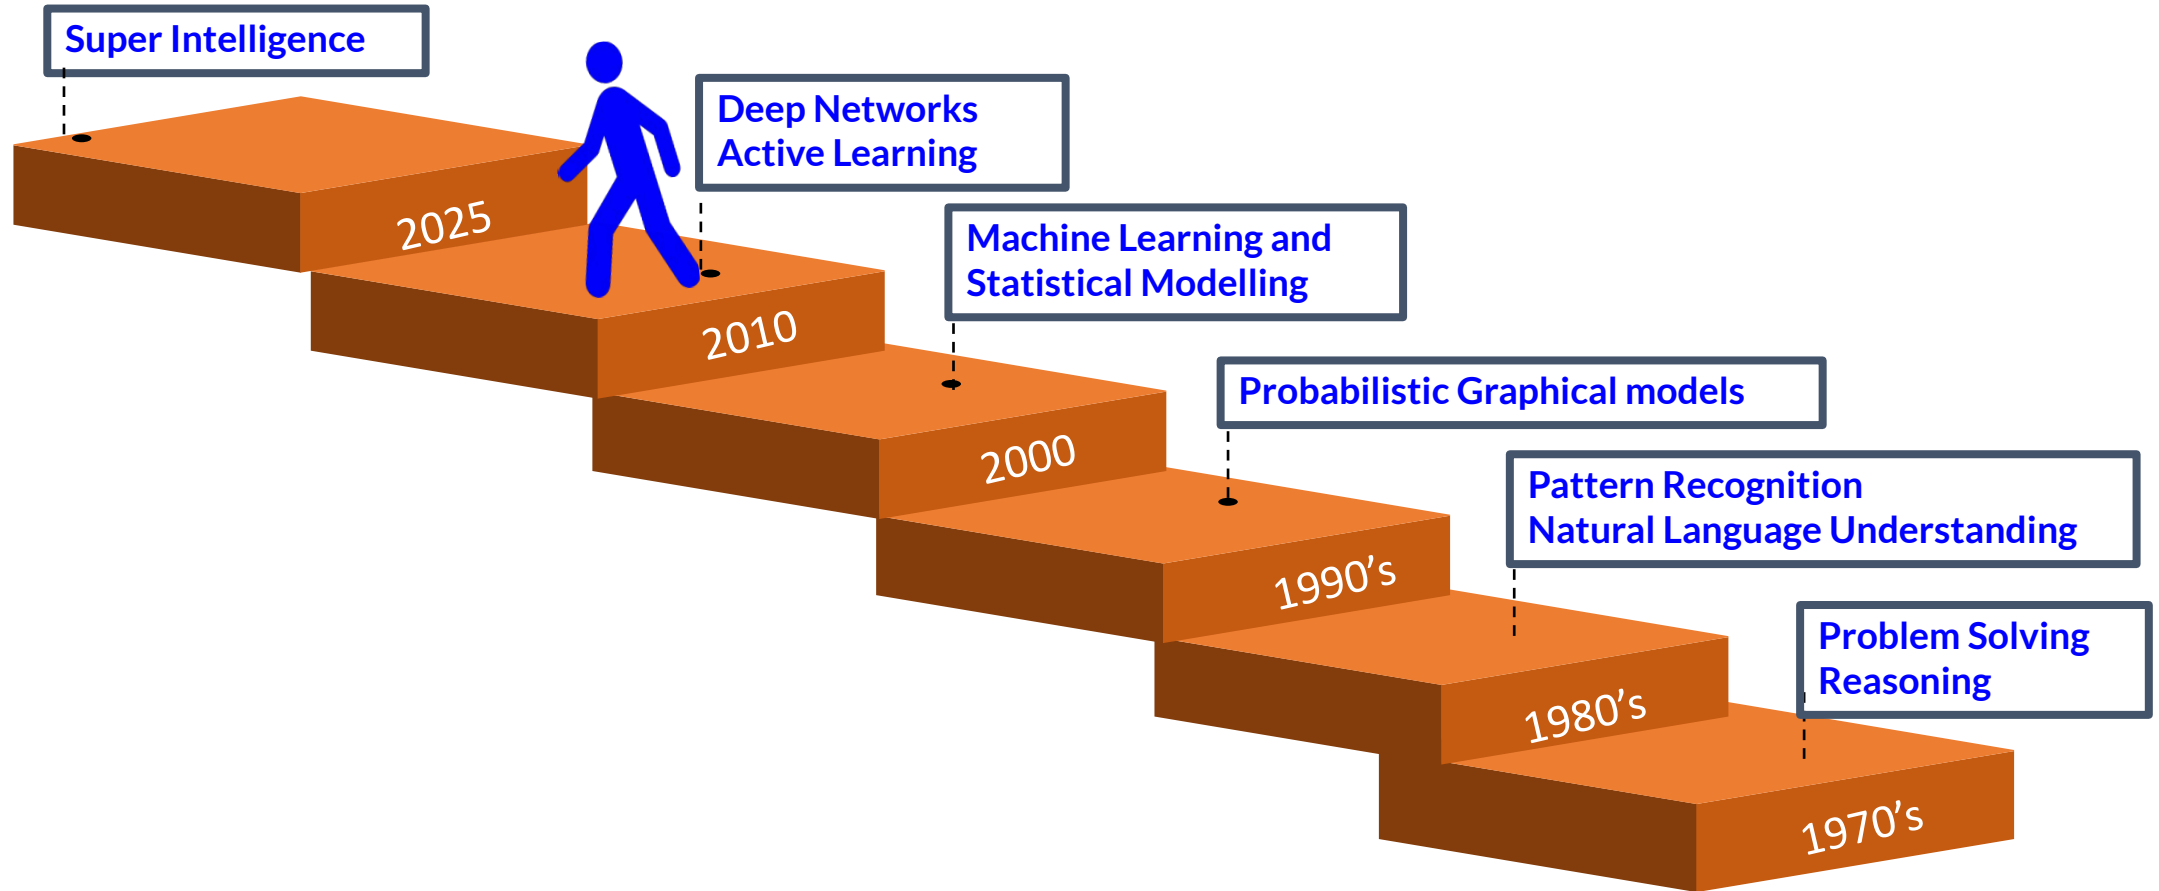 Super Intelligence
Deep Networks
Active Learning
2025
Machine Learning and
Statistical Modelling
2010
Probabilistic Graphical models
2000
Pattern Recognition
Natural Language Understanding
1990’s
Problem Solving
Reasoning
1980’s
1970’s